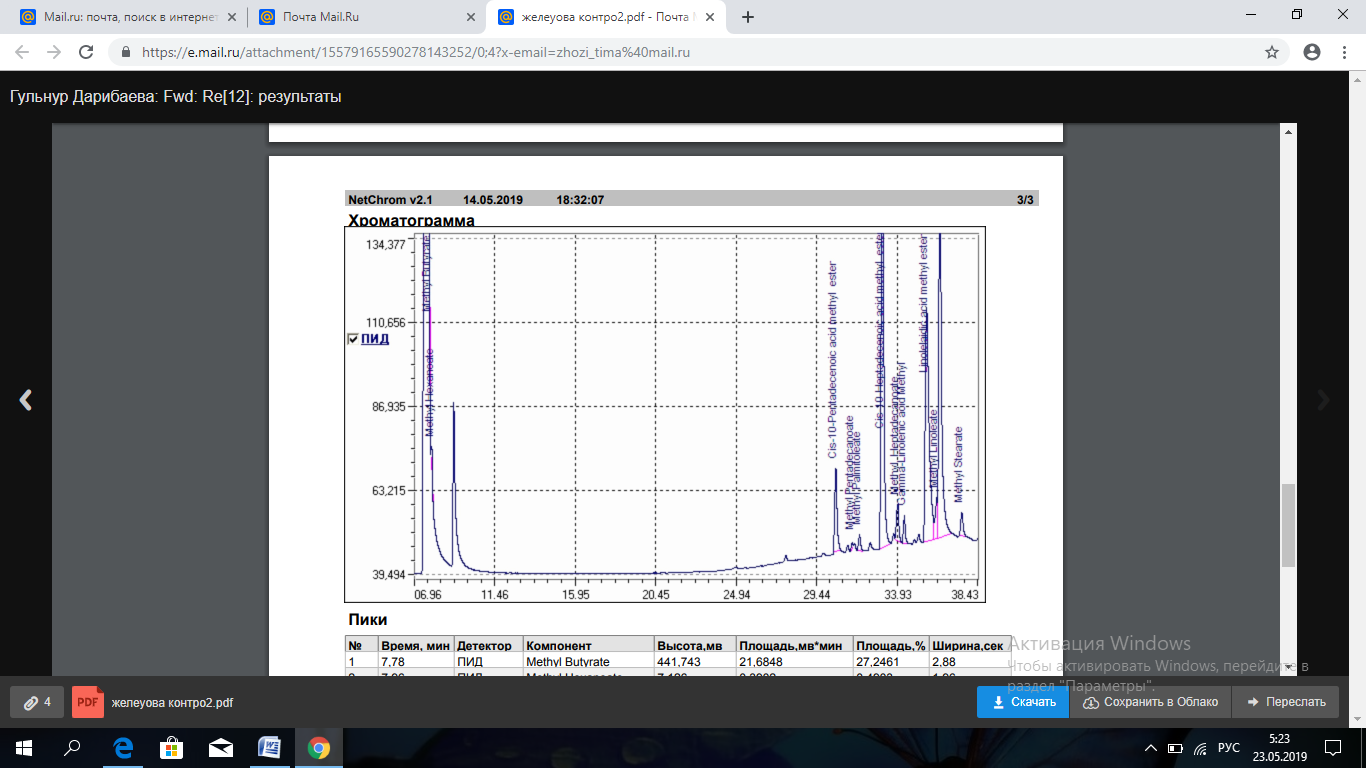 Mail.ru: почта, поиск в интернет
Почта Mail.Ru
желеуова контро2.pdf - Почта
https://e.mail.ru/attachment/15579165590278143252/0;4?x-email=zhozi_tima%40mail.ru
Гульнур Дарибаева: Fwd: Re[12]: результаты
NetChrom v2.1 14.05.2019 18:32:07 3/3
Хроматограмма
134,377
110,656
ПИД
86,935
63,215
39,494
Methyl Butyrate
Methyl Hexanoate
Cis-10-Pentadecenoic acid methyl ester
Methyl Pentadecanoate
Methyl Palmitoleate
Cis-10-Heptadecenoic acid methyl ester
Methyl Heptadecanoate
Gamma-Linolenic acid Methyl
Linolelaidic acid methyl ester
Methyl Linoleate
Methyl Stearate
06.96 11.46 15.95 20.45 24.94 29.44 33.93 38.43
Пики
№ Время, мин Детектор Компонент Высота,мв Площадь,мв*мин Площадь,% Ширина,сек
1 7,78 ПИД Methyl Butyrate 441,743 21,6848 27,2461 2,88
Активация Windows
Чтобы активировать Windows, перейдите в
раздел "Параметры".
4
PDF
желеуова контро2.pdf
Скачать
Сохранить в Облако
Переслать
РУС
5:23
23.05.2019